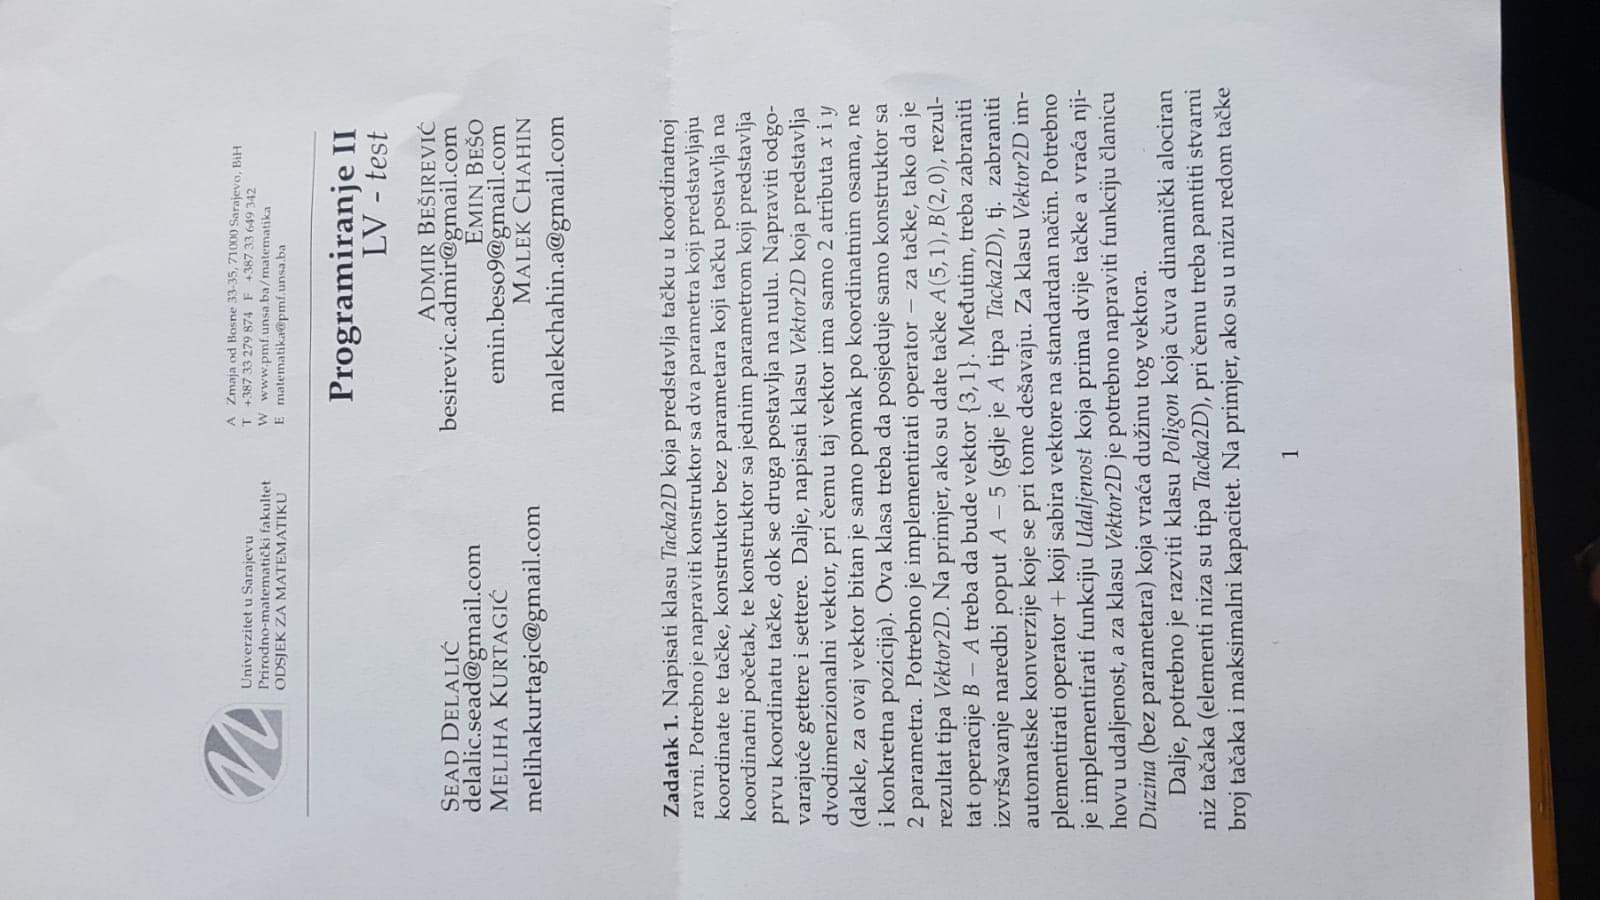 Univerzitet u Sarajevu
Prirodno-matematički fakultet
ODSJEK ZA MATEMATIKU
A Zmaja od Bosne 33-35, 71000 Sarajevo, BiH
T +387 33 279 874 F +387 33 649 342
W www.pmf.unsa.ba/matematika
E matematika@pmf.unsa.ba
Programiranje II
LV - test
SEAD DELALIĆ
delalic.sead@gmail.com
MELIHA KURTAGIĆ
melihakurtagic@gmail.com
ADMIR BEŠIREVIĆ
besirevic.admir@gmail.com
EMIN BEŠO
emin.beso9@gmail.com
MALEK CHAHIN
malekchahin.a@gmail.com
Zadatak 1. Napisati klasu Tacka2D koja predstavlja tačku u koordinatnoj
ravni. Potrebno je napraviti konstruktor sa dva parametra koji predstavljaju
koordinate te tačke, konstruktor bez parametara koji tačku postavlja na
koordinatni početak, te konstruktor sa jednim parametrom koji predstavlja
prvu koordinatu tačke, dok se druga postavlja na nulu. Napraviti odgo-
varajuće gettere i settere. Dalje, napisati klasu Vektor2D koja predstavlja
dvodimenzionalni vektor, pri čemu taj vektor ima samo 2 atributa x i y
(dakle, za ovaj vektor bitan je samo pomak po koordinatnim osama, ne
i konkretna pozicija). Ova klasa treba da posjeduje samo konstruktor sa
2 parametra. Potrebno je implementirati operator − za tačke, tako da je
rezultat tipa Vektor2D. Na primjer, ako su date tačke A(5,1), B(2,0), rezul-
tat operacije B − A treba da bude vektor {3,1}. Međutim, treba zabraniti
izvršavanje naredbi poput A − 5 (gdje je A tipa Tacka2D), tj. zabraniti
automatske konverzije koje se pri tome dešavaju. Za klasu Vektor2D im-
plementirati operator + koji sabira vektore na standardan način. Potrebno
je implementirati funkciju Udaljenost koja prima dvije tačke a vraća nji-
hovu udaljenost, a za klasu Vektor2D je potrebno napraviti funkciju članicu
Duzina (bez parametara) koja vraća dužinu tog vektora.
Dalje, potrebno je razviti klasu Poligon koja čuva dinamički alociran
niz tačaka (elementi niza su tipa Tacka2D), pri čemu treba pamtiti stvarni
broj tačaka i maksimalni kapacitet. Na primjer, ako su u nizu redom tačke
1